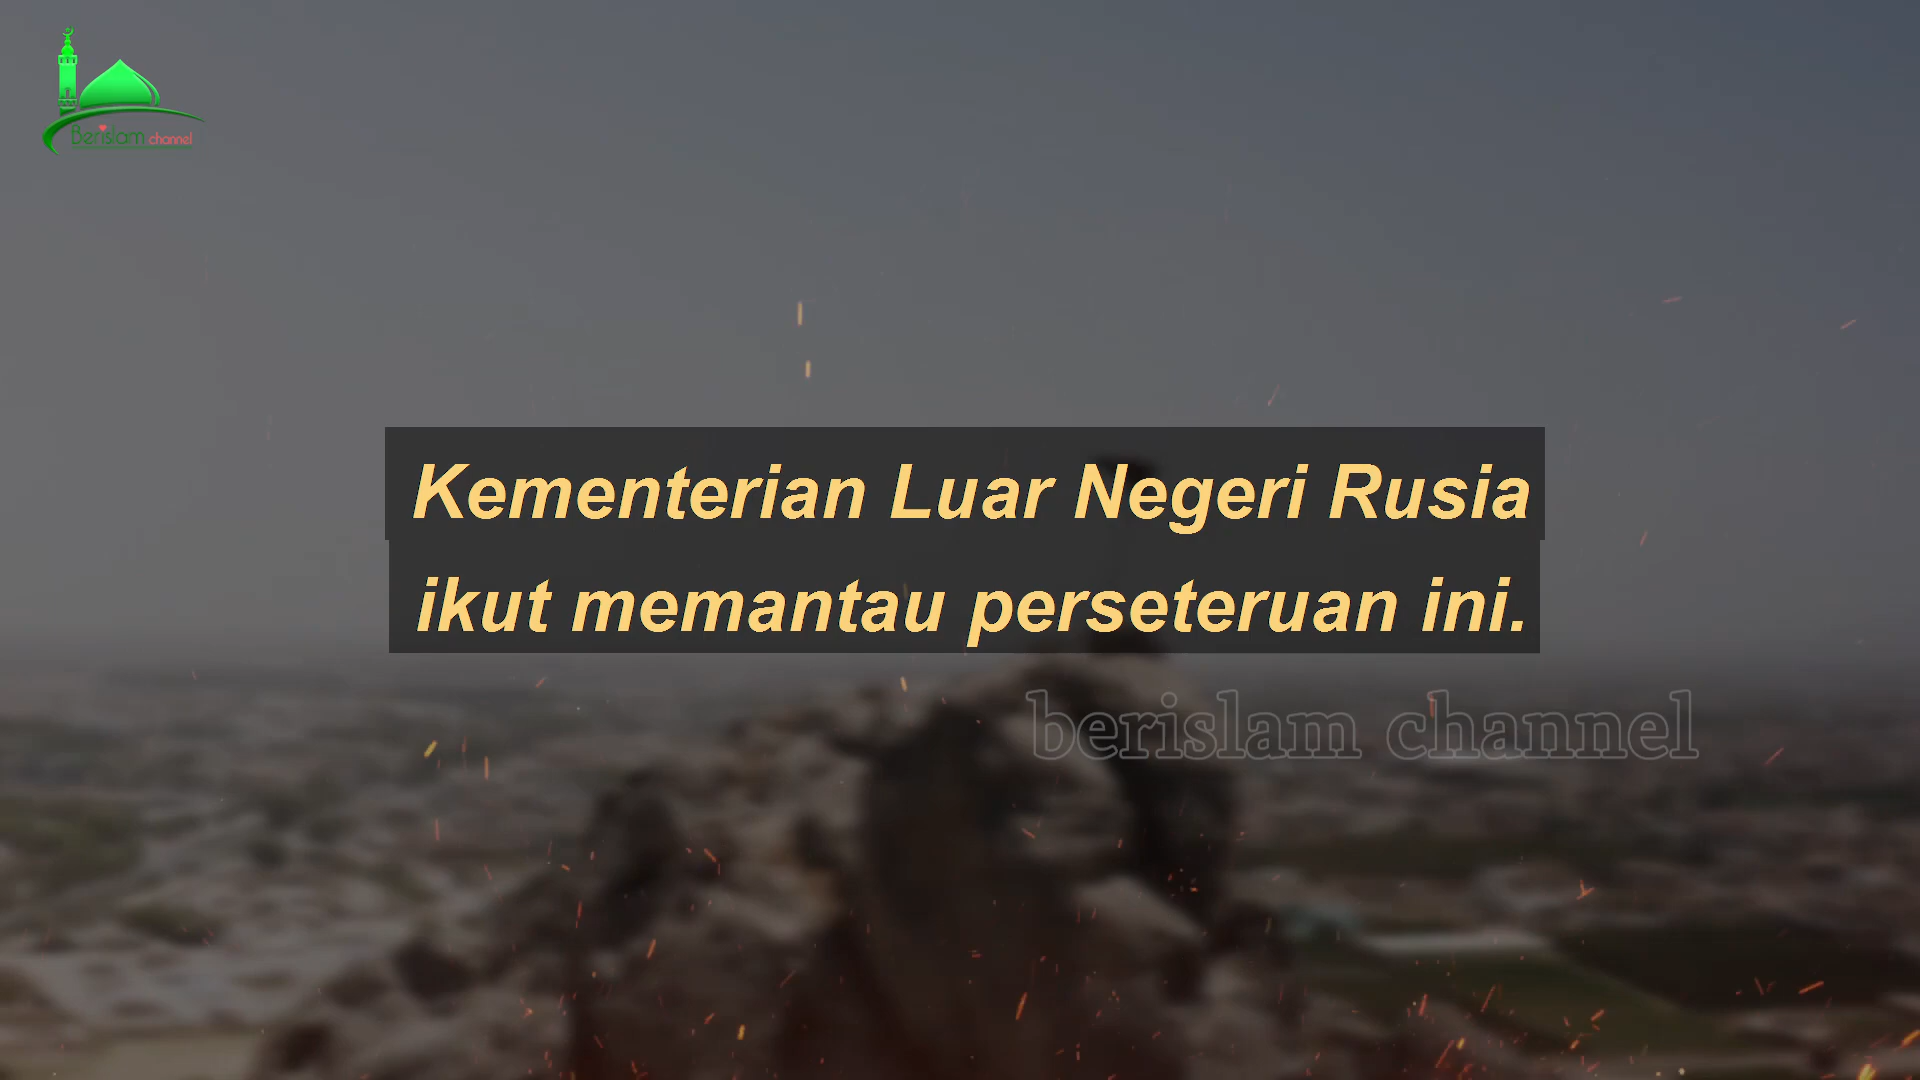 Berislam channel
Kementerian Luar Negeri Rusia
ikut memantau perseteruan ini.
berislam channel